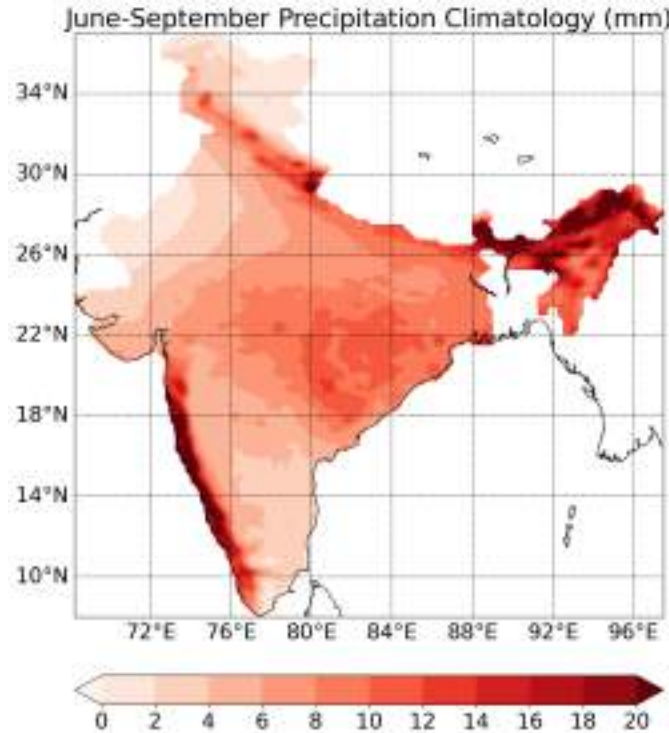 June-September Precipitation Climatology (mm)
34°N
30°N
26°N
22°N
18°N
14°N
10°N
72°E 76°E 80°E 84°E 88°E 92°E 96°E
0 2 4 6 8 10 12 14 16 18 20